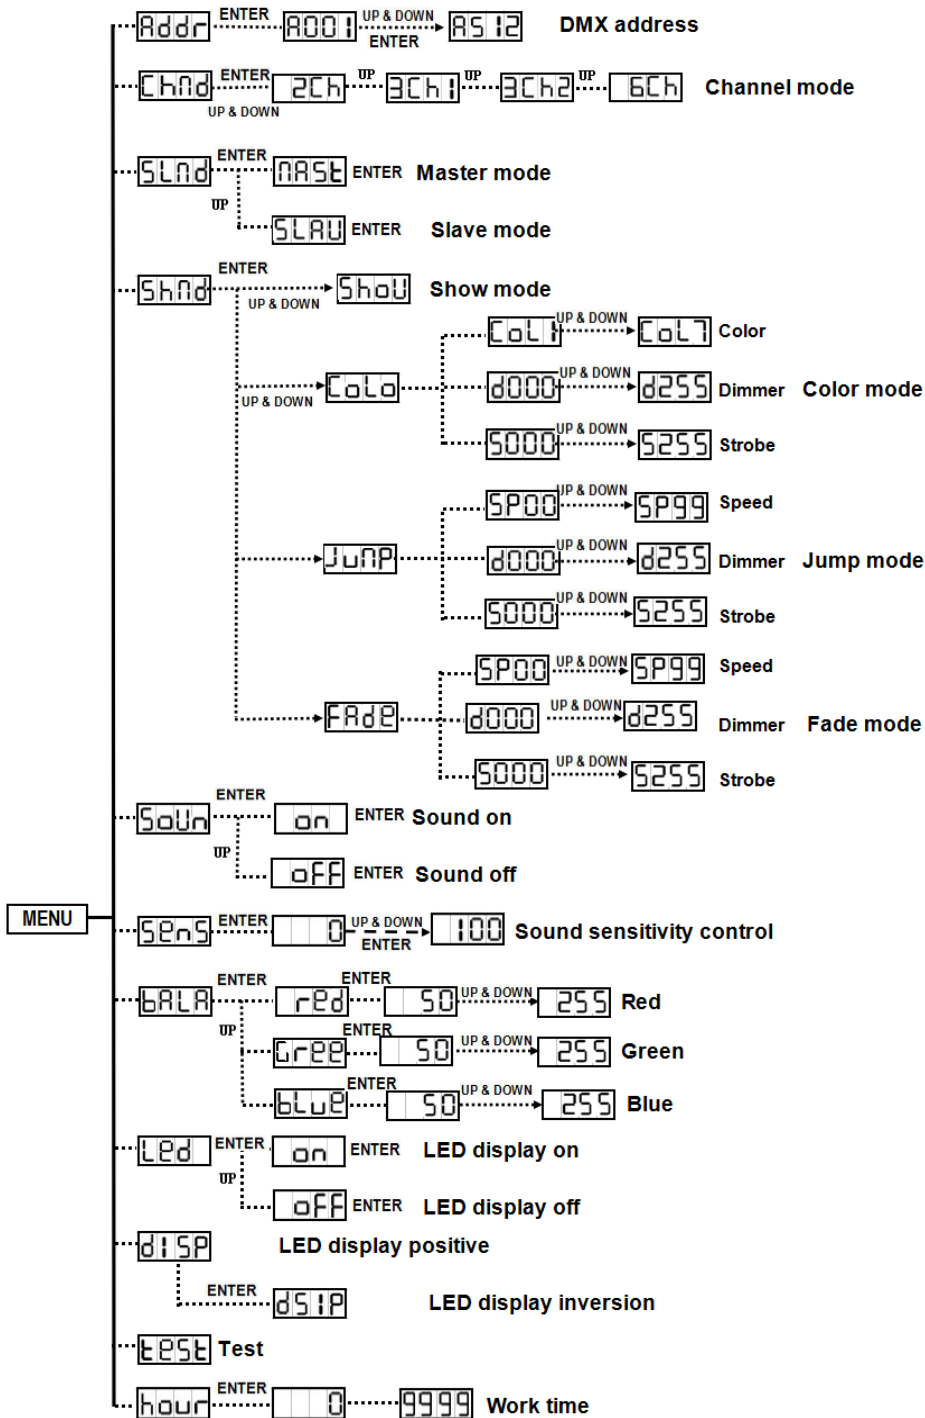 Addr ENTER A001 UP & DOWN ENTER A512 DMX address
ChMd ENTER UP & DOWN 2Ch UP 3Ch1 UP 3Ch2 UP 6Ch Channel mode
SLMd ENTER MASt ENTER Master mode
UP
SLAU ENTER Slave mode
ShMd ENTER UP & DOWN ShoU Show mode
CoL1 UP & DOWN CoL7 Color
UP & DOWN CoLo d000 UP & DOWN d255 Dimmer Color mode
S000 UP & DOWN S255 Strobe
SP00 UP & DOWN SP99 Speed
JuMP d000 UP & DOWN d255 Dimmer Jump mode
S000 UP & DOWN S255 Strobe
SP00 UP & DOWN SP99 Speed
FAde d000 UP & DOWN d255 Dimmer Fade mode
S000 UP & DOWN S255 Strobe
SoUn ENTER on ENTER Sound on
UP
oFF ENTER Sound off
MENU
SenS ENTER 0 UP & DOWN ENTER 100 Sound sensitivity control
bALA ENTER red ENTER 50 UP & DOWN 255 Red
UP
Gree ENTER 50 UP & DOWN 255 Green
bLue ENTER 50 UP & DOWN 255 Blue
Led ENTER on ENTER LED display on
UP
oFF ENTER LED display off
dISP LED display positive
ENTER dSIP LED display inversion
teSt Test
hour ENTER 0 9999 Work time